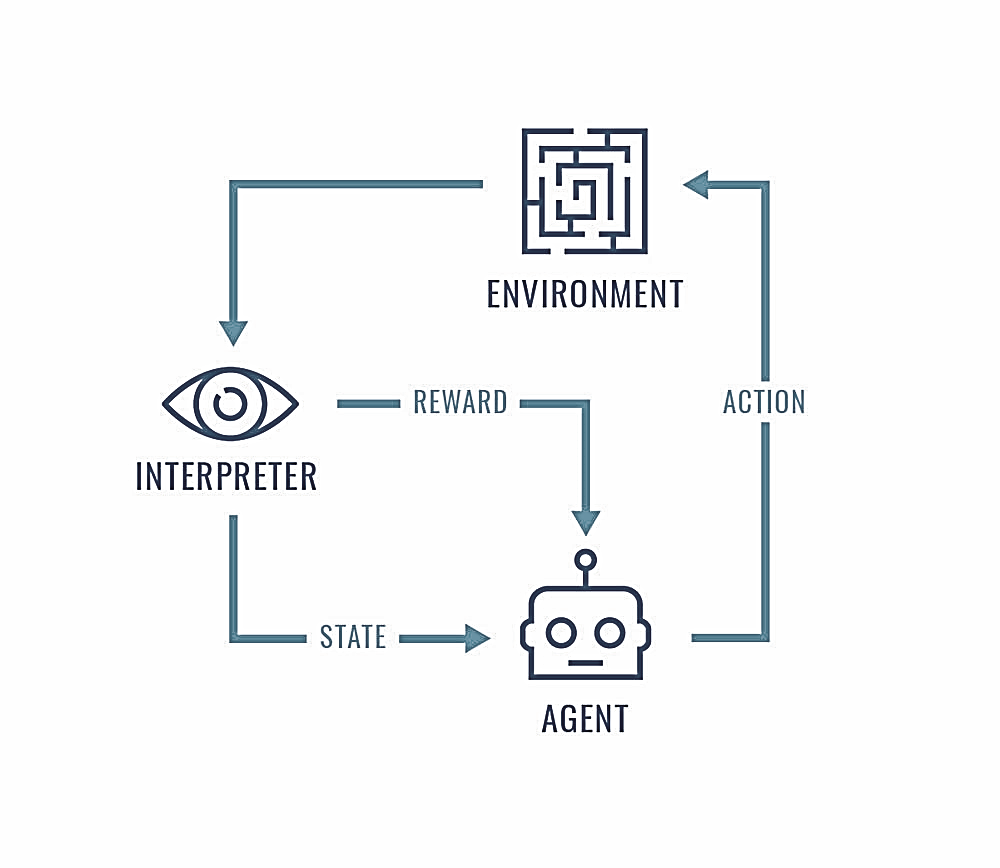 ENVIRONMENT
REWARD
ACTION
INTERPRETER
STATE
AGENT